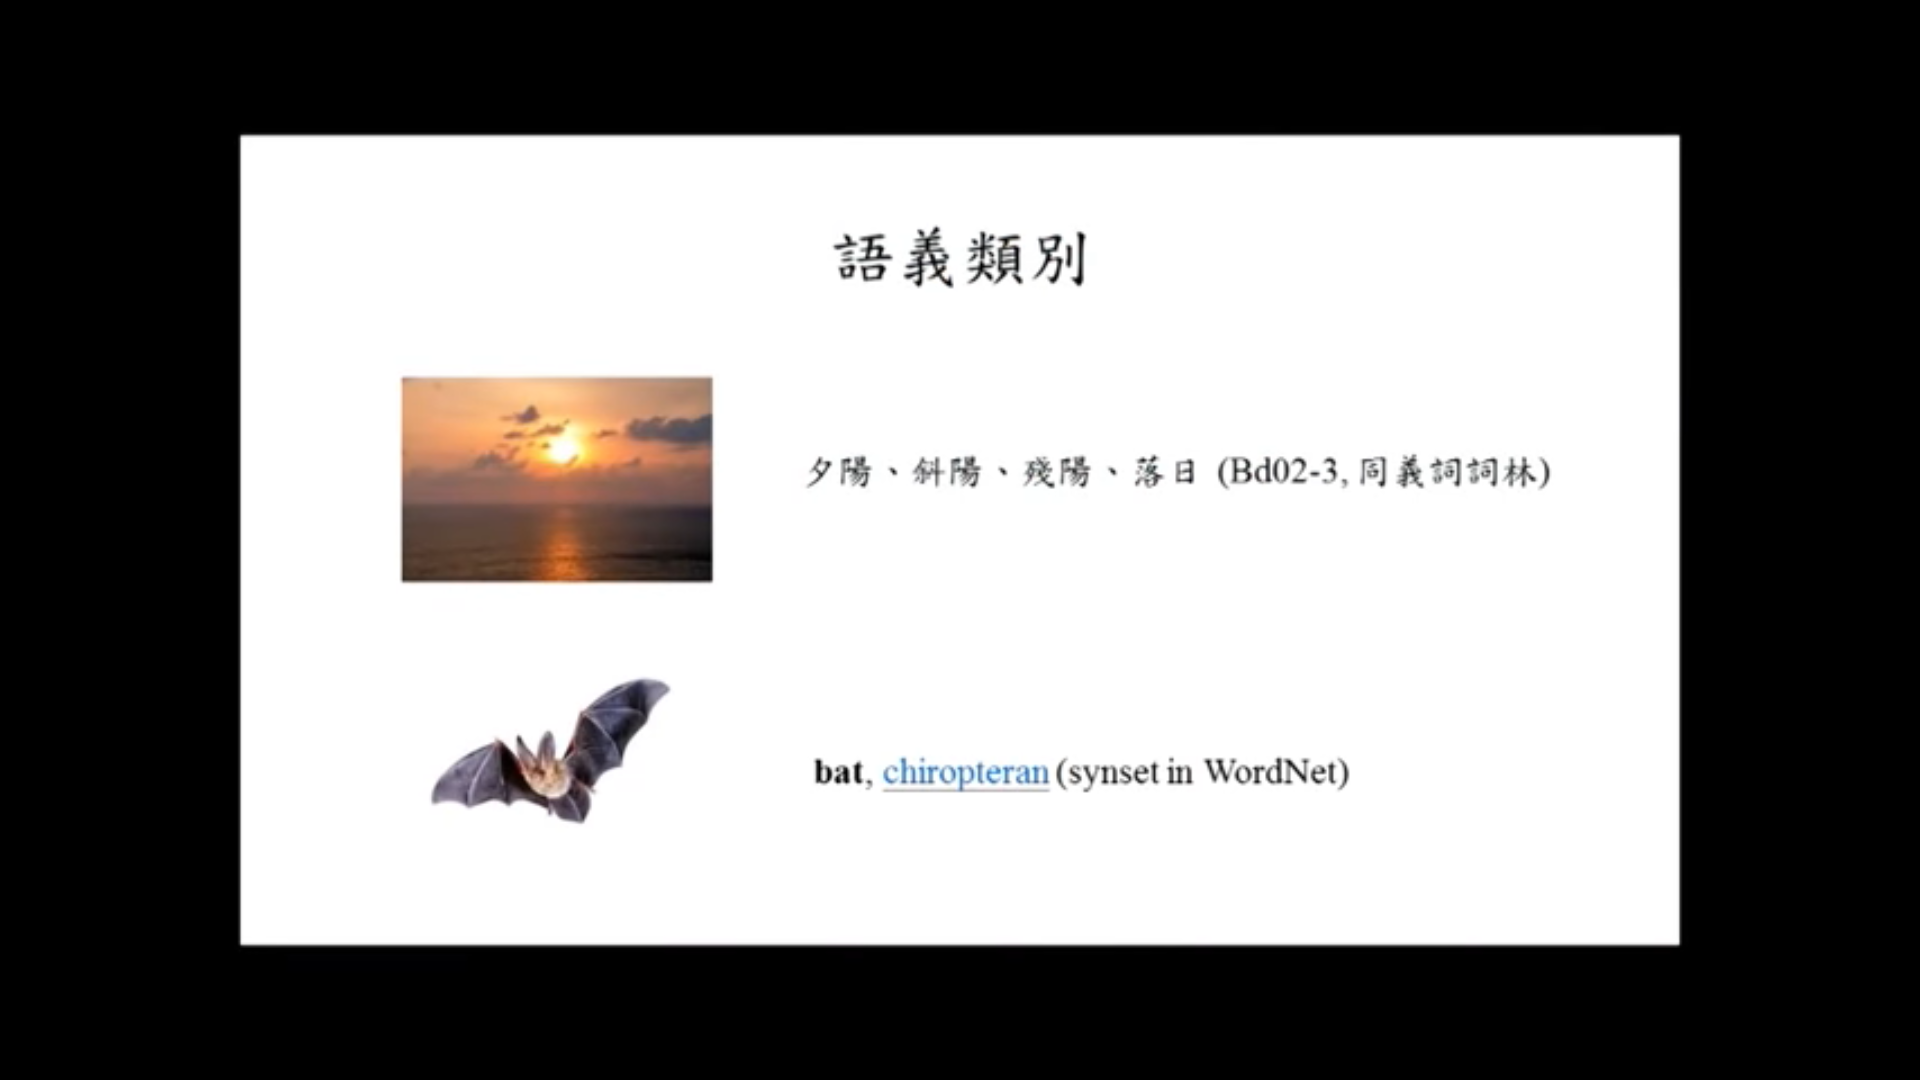 語義類別
夕陽、斜陽、殘陽、落日 (Bd02-3, 同義詞詞林)
bat, chiropteran (synset in WordNet)